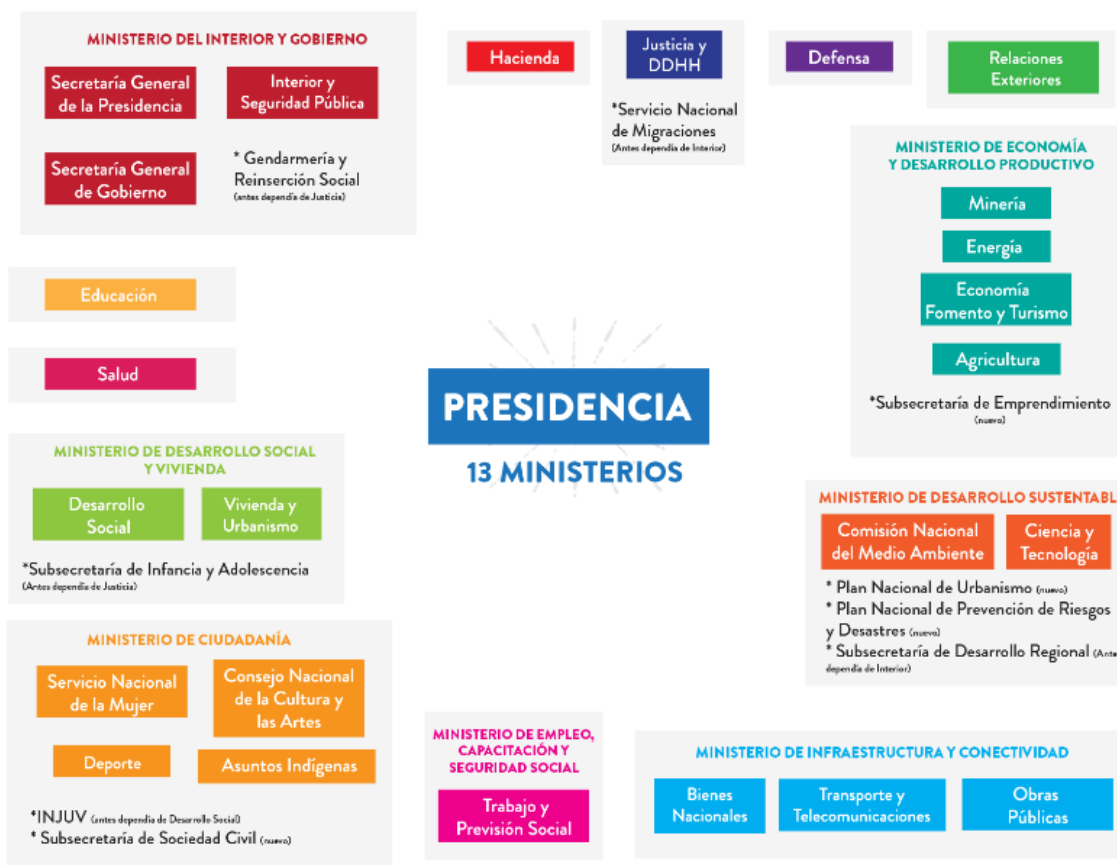 MINISTERIO DEL INTERIOR Y GOBIERNO
Secretaría General
de la Presidencia
Interior y
Seguridad Pública
Secretaría General
de Gobierno
* Gendarmería y
Reinserción Social
(antes dependía de Justicia)
Hacienda
Justicia y
DDHH
*Servicio Nacional
de Migraciones
(Antes dependía de Interior)
Defensa
Relaciones
Exteriores
MINISTERIO DE ECONOMÍA
Y DESARROLLO PRODUCTIVO
Minería
Energía
Economía
Fomento y Turismo
Agricultura
*Subsecretaría de Emprendimiento
(nuevo)
Educación
Salud
PRESIDENCIA
13 MINISTERIOS
MINISTERIO DE DESARROLLO SOCIAL
Y VIVIENDA
Desarrollo
Social
Vivienda y
Urbanismo
*Subsecretaría de Infancia y Adolescencia
(Antes dependía de Justicia)
MINISTERIO DE DESARROLLO SUSTENTABL
Comisión Nacional
del Medio Ambiente
Ciencia y
Tecnología
* Plan Nacional de Urbanismo (nuevo)
* Plan Nacional de Prevención de Riesgos
y Desastres (nuevo)
* Subsecretaría de Desarrollo Regional (Ante
dependía de Interior)
MINISTERIO DE CIUDADANÍA
Servicio Nacional
de la Mujer
Consejo Nacional
de la Cultura y
las Artes
Deporte
Asuntos Indígenas
*INJUV (antes dependía de Desarrollo Social)
* Subsecretaría de Sociedad Civil (nuevo)
MINISTERIO DE EMPLEO,
CAPACITACIÓN Y
SEGURIDAD SOCIAL
Trabajo y
Previsión Social
MINISTERIO DE INFRAESTRUCTURA Y CONECTIVIDAD
Bienes
Nacionales
Transporte y
Telecomunicaciones
Obras
Públicas